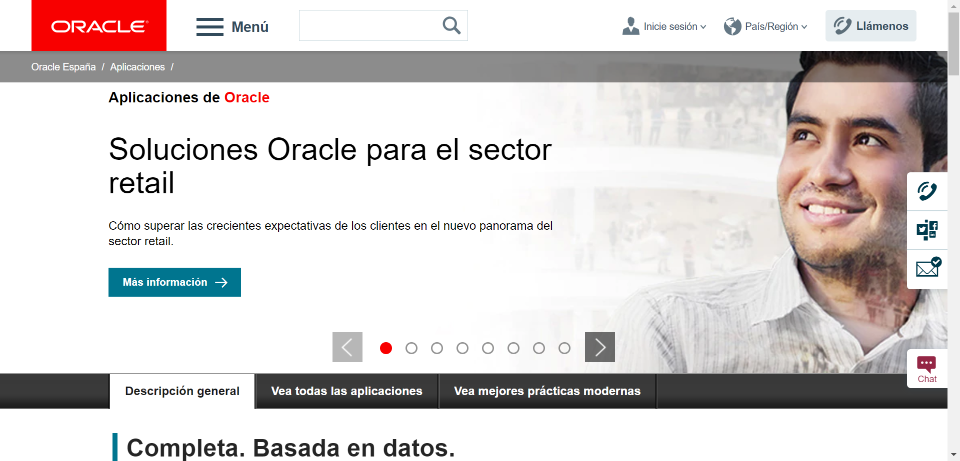 ORACLE
Menú
Inicie sesión
País/Región
Llámenos
Oracle España / Aplicaciones /
Aplicaciones de Oracle
Soluciones Oracle para el sector
retail
Cómo superar las crecientes expectativas de los clientes en el nuevo panorama del
sector retail.
Más información
Chat
Descripción general
Vea todas las aplicaciones
Vea mejores prácticas modernas
Completa. Basada en datos.